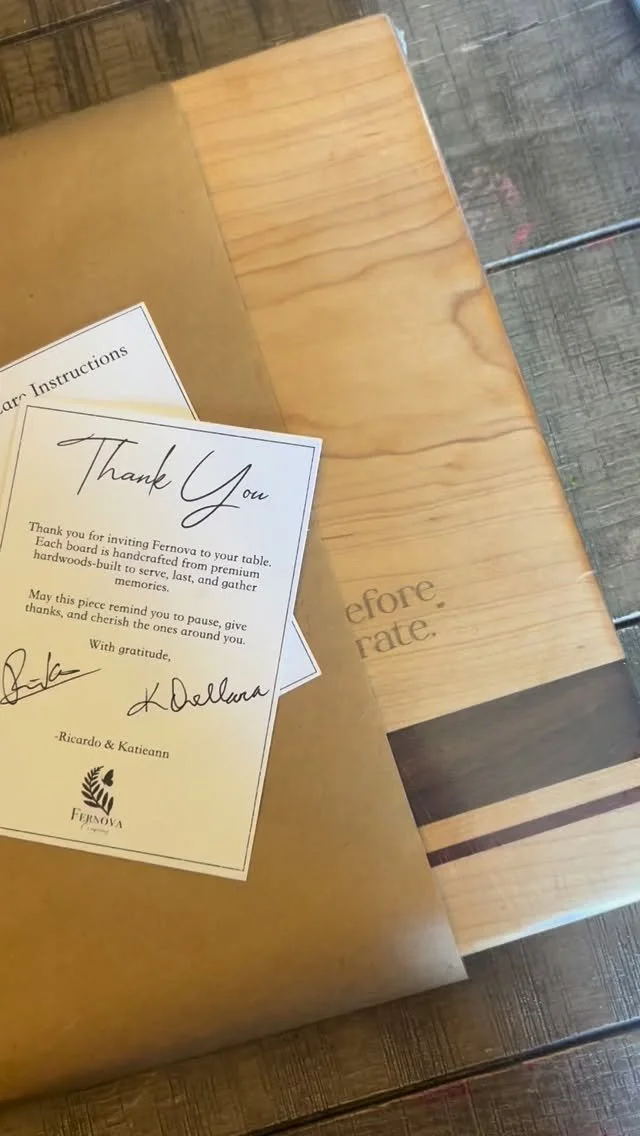 Instructions
Thank You
Thank you for inviting Fernova to your table.
Each board is handcrafted from premium
hardwoods-built to serve, last, and gather
memories.
May this piece remind you to pause, give
thanks, and cherish the ones around you.
With gratitude,
-Ricardo & Katieann
FERNOVA
efore
rate.